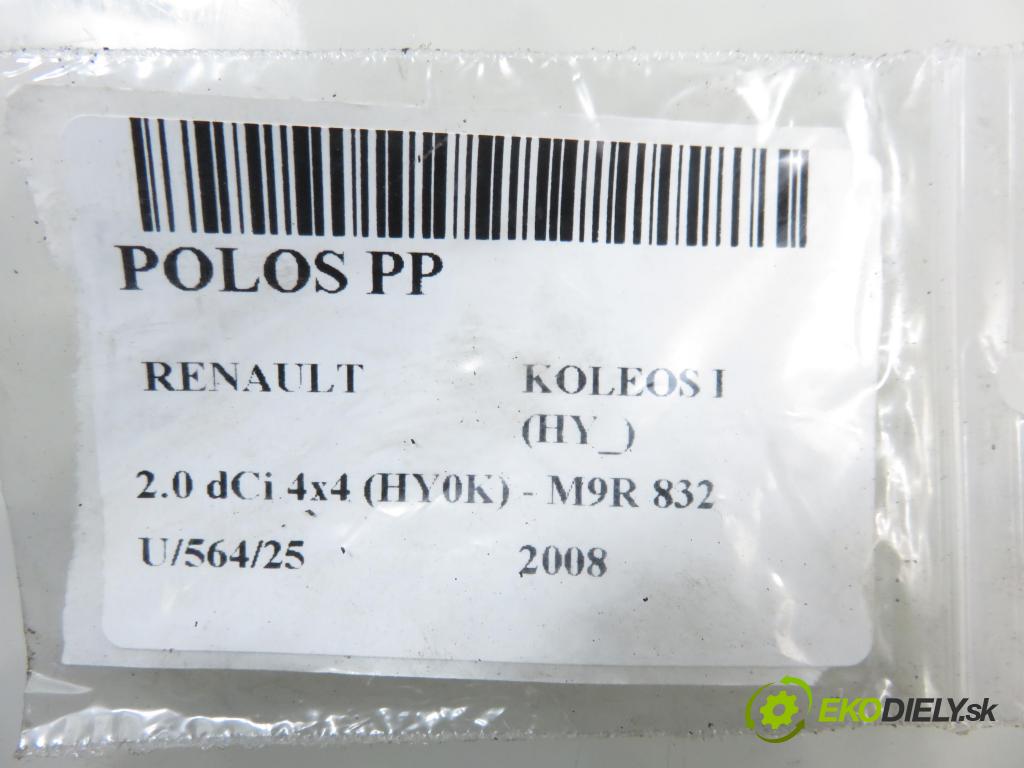 POLOS PP
RENAULT KOLEOS I
(HY_)
2.0 dCi 4x4 (HY0K) - M9R 832
U/564/25 2008
EKODIELY.sk